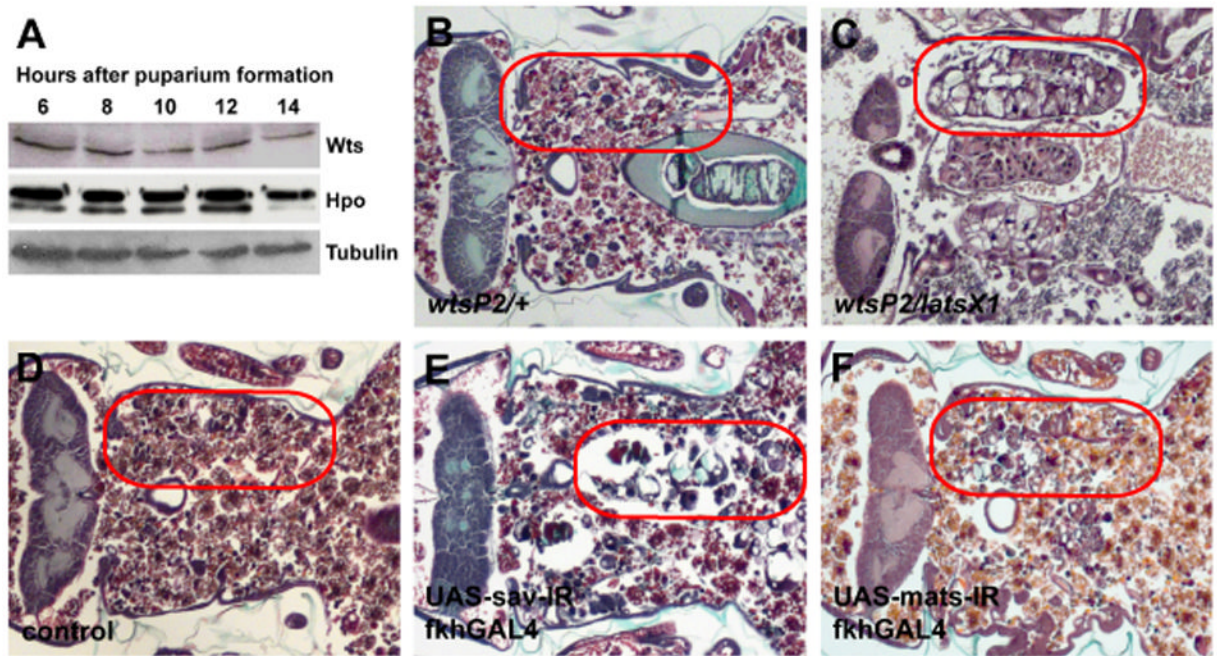 A
Hours after puparium formation
6 8 10 12 14
Wts
Hpo
Tubulin
B
wtsP2/+
C
wtsP2/latsX1
D
control
E
UAS-sav-IR
fkhGAL4
F
UAS-mats-IR
fkhGAL4